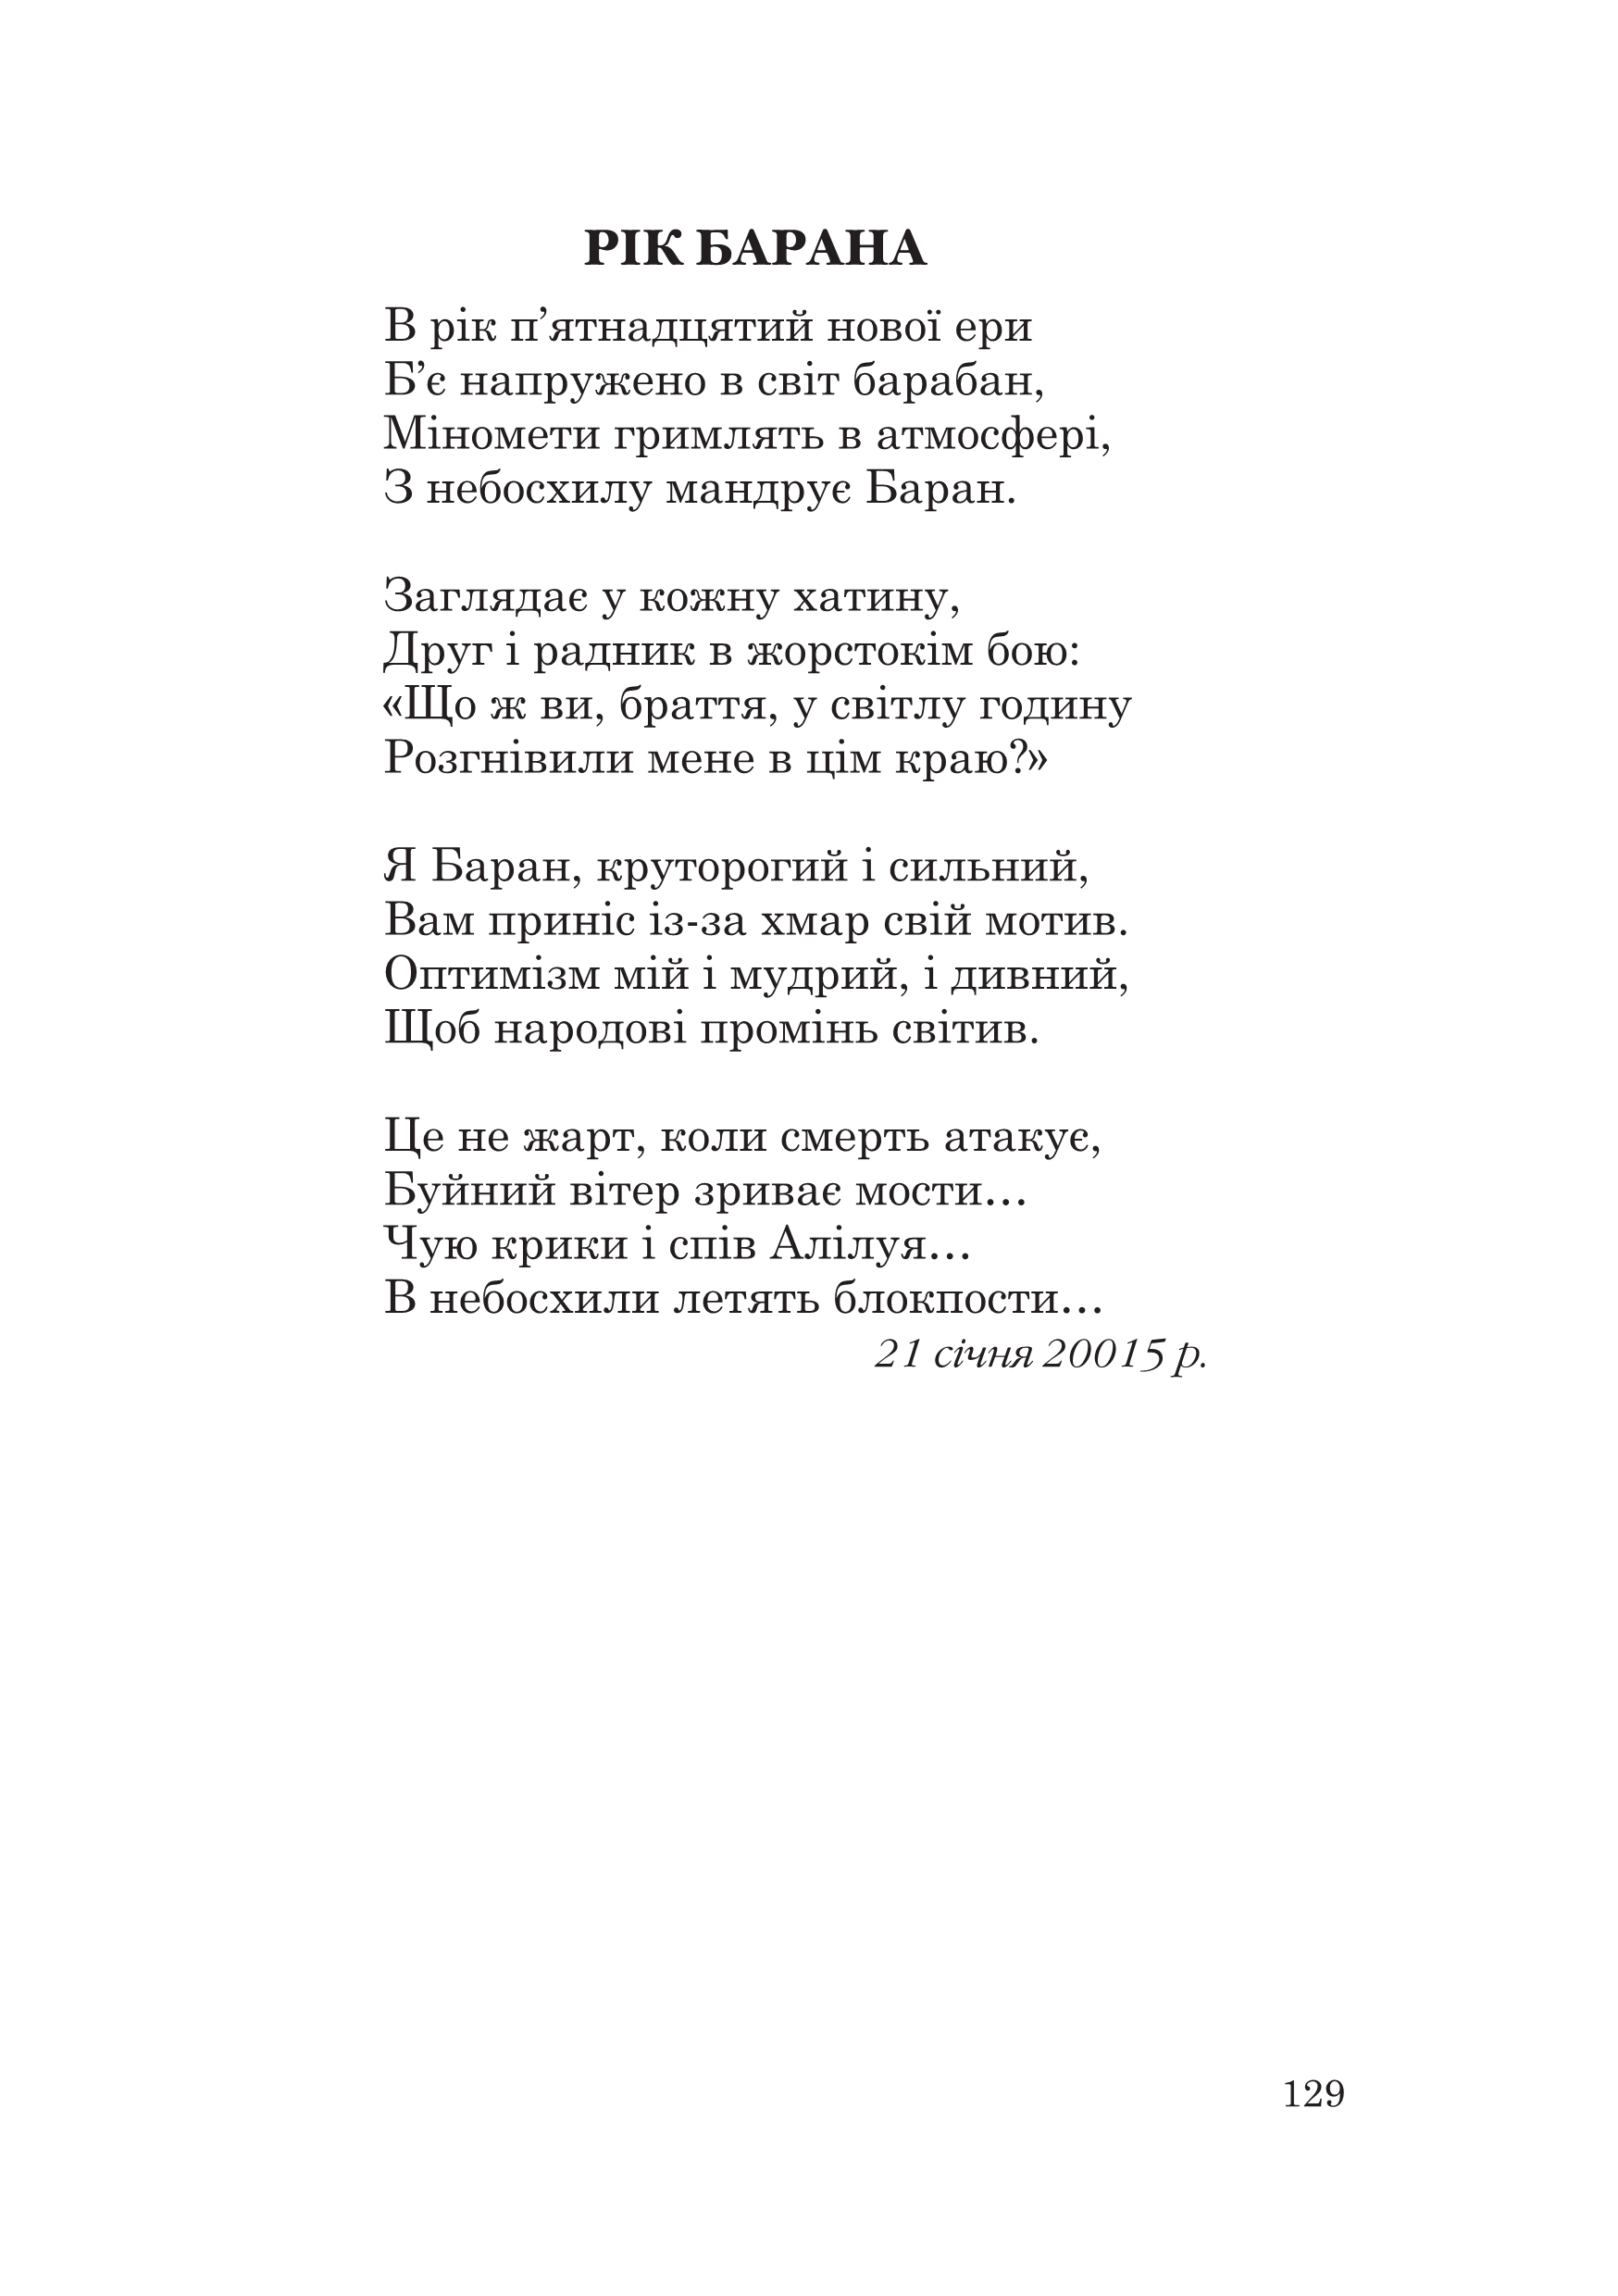 РІК БАРАНА
В рік п’ятнадцятий нової ери
Б’є напружено в світ барабан,
Міномети гримлять в атмосфері,
З небосхилу мандрує Баран.
Заглядає у кожну хатину,
Друг і радник в жорстокім бою:
«Що ж ви, браття, у світлу годину
Розгнівили мене в цім краю?»
Я Баран, круторогий і сильний,
Вам приніс із-за хмар свій мотив.
Оптимізм мій і мудрий, і дивний,
Щоб народові промінь світив.
Це не жарт, коли смерть атакує,
Буйний вітер зриває мости...
Чую крики і спів Алілуя...
В небосхили летять блокпости...
21 січня 20015 р.
129